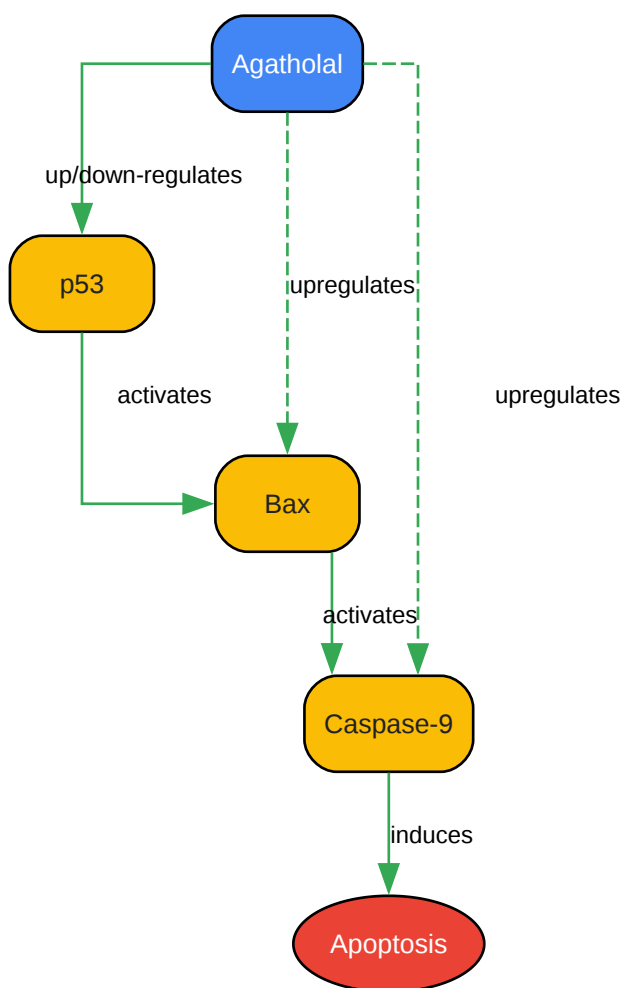 Agatholal
up/down-regulates
p53
upregulates
activates
upregulates
Bax
activates
Caspase-9
induces
Apoptosis